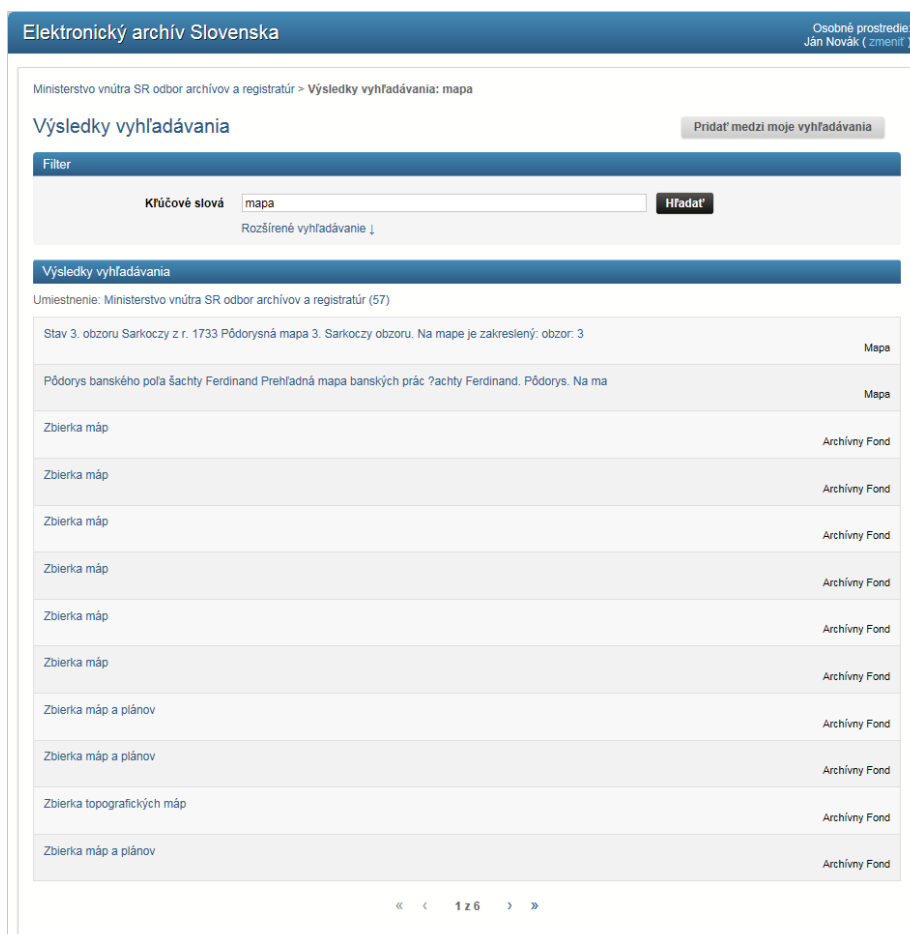 Elektronický archív Slovenska
Osobné prostredie:
Ján Novák ( zmeniť )
Ministerstvo vnútra SR odbor archívov a registratúr > Výsledky vyhľadávania: mapa
Výsledky vyhľadávania
Pridať medzi moje vyhľadávania
Filter
Kľúčové slová mapa Hľadať
Rozšírené vyhľadávanie ↓
Výsledky vyhľadávania
Umiestnenie: Ministerstvo vnútra SR odbor archívov a registratúr (57)
Stav 3. obzoru Sarkoczy z r. 1733 Pôdorysná mapa 3. Sarkoczy obzoru. Na mape je zakreslený: obzor: 3
Mapa
Pôdorys banského poľa šachty Ferdinand Prehľadná mapa banských prác ?achty Ferdinand. Pôdorys. Na ma
Mapa
Zbierka máp
Archívny Fond
Zbierka máp
Archívny Fond
Zbierka máp
Archívny Fond
Zbierka máp
Archívny Fond
Zbierka máp
Archívny Fond
Zbierka máp
Archívny Fond
Zbierka máp a plánov
Archívny Fond
Zbierka máp a plánov
Archívny Fond
Zbierka topografických máp
Archívny Fond
Zbierka máp a plánov
Archívny Fond
« ‹ 1 z 6 › »